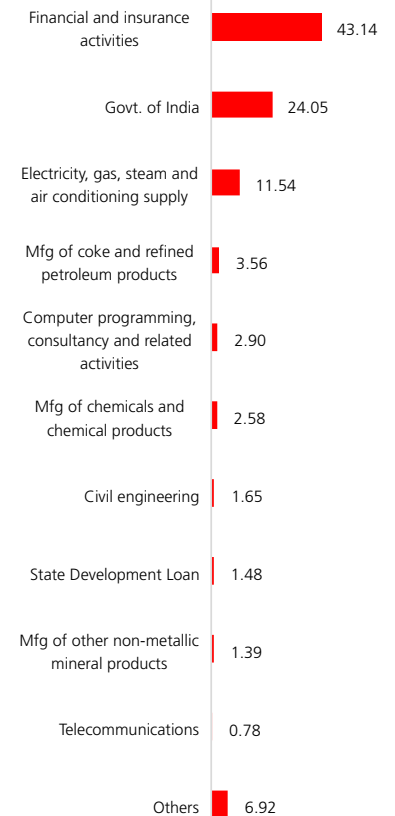 Financial and insurance
activities
43.14
Govt. of India
24.05
Electricity, gas, steam and
air conditioning supply
11.54
Mfg of coke and refined
petroleum products
3.56
Computer programming,
consultancy and related
activities
2.90
Mfg of chemicals and
chemical products
2.58
Civil engineering
1.65
State Development Loan
1.48
Mfg of other non-metallic
mineral products
1.39
Telecommunications
0.78
Others
6.92